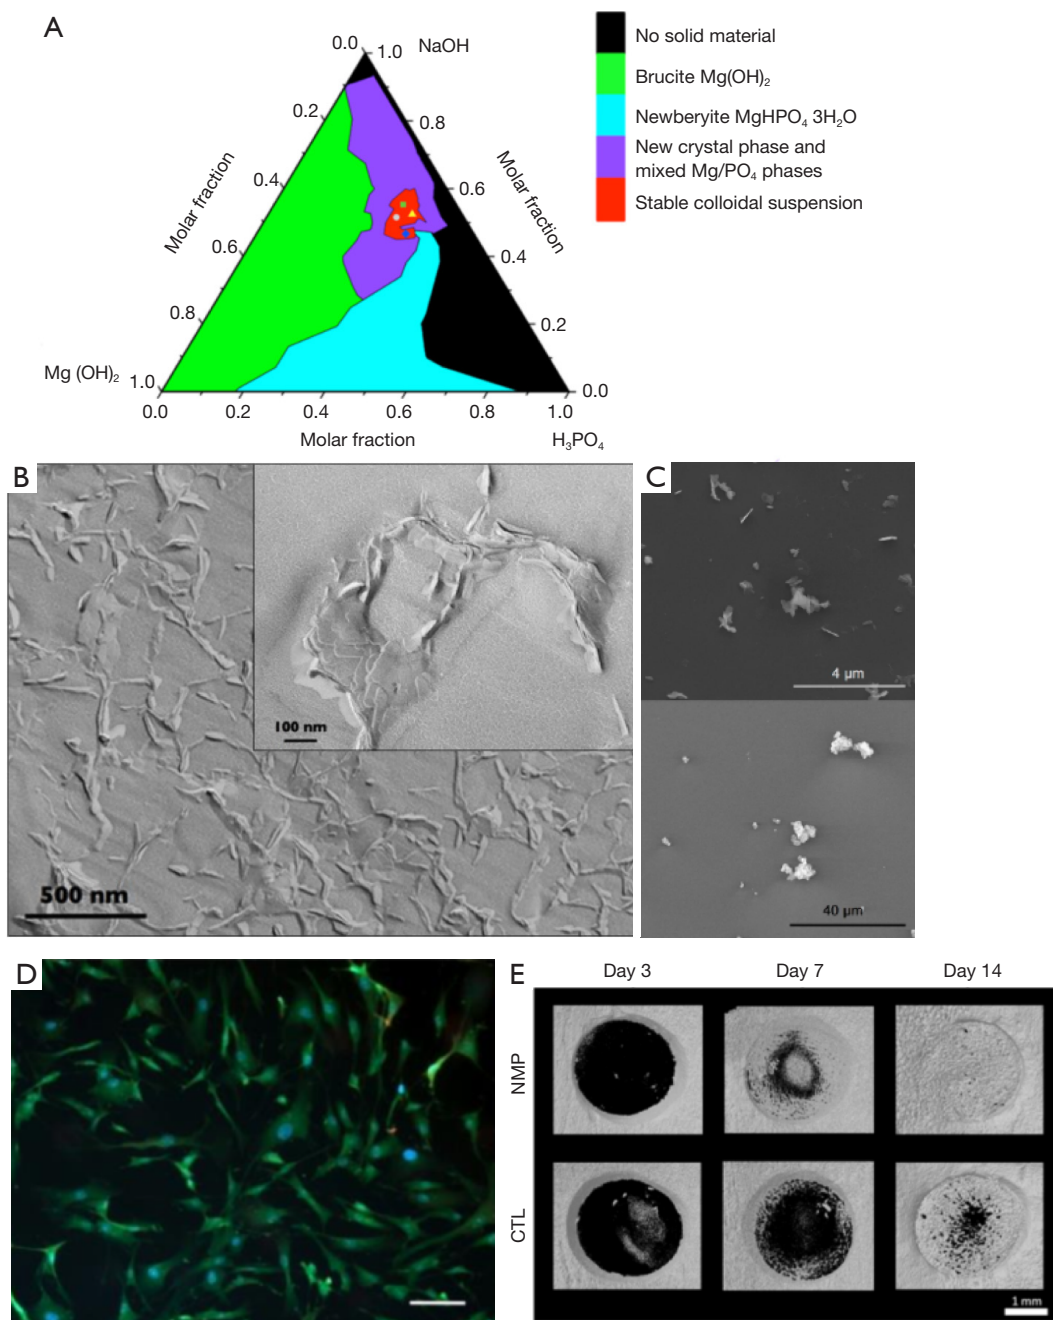 A
0.0
1.0
NaOH
0.2
0.8
0.4
0.6
0.6
0.4
0.8
0.2
1.0
0.0
Molar fraction
Molar fraction
Mg (OH)₂
0.0
0.2
0.4
0.6
0.8
1.0
Molar fraction
H₃PO₄
No solid material
Brucite Mg(OH)₂
Newberyite MgHPO₄ 3H₂O
New crystal phase and
mixed Mg/PO₄ phases
Stable colloidal suspension
B
100 nm
500 nm
C
4 µm
40 µm
D
E
Day 3
Day 7
Day 14
NMP
CTL
1 mm